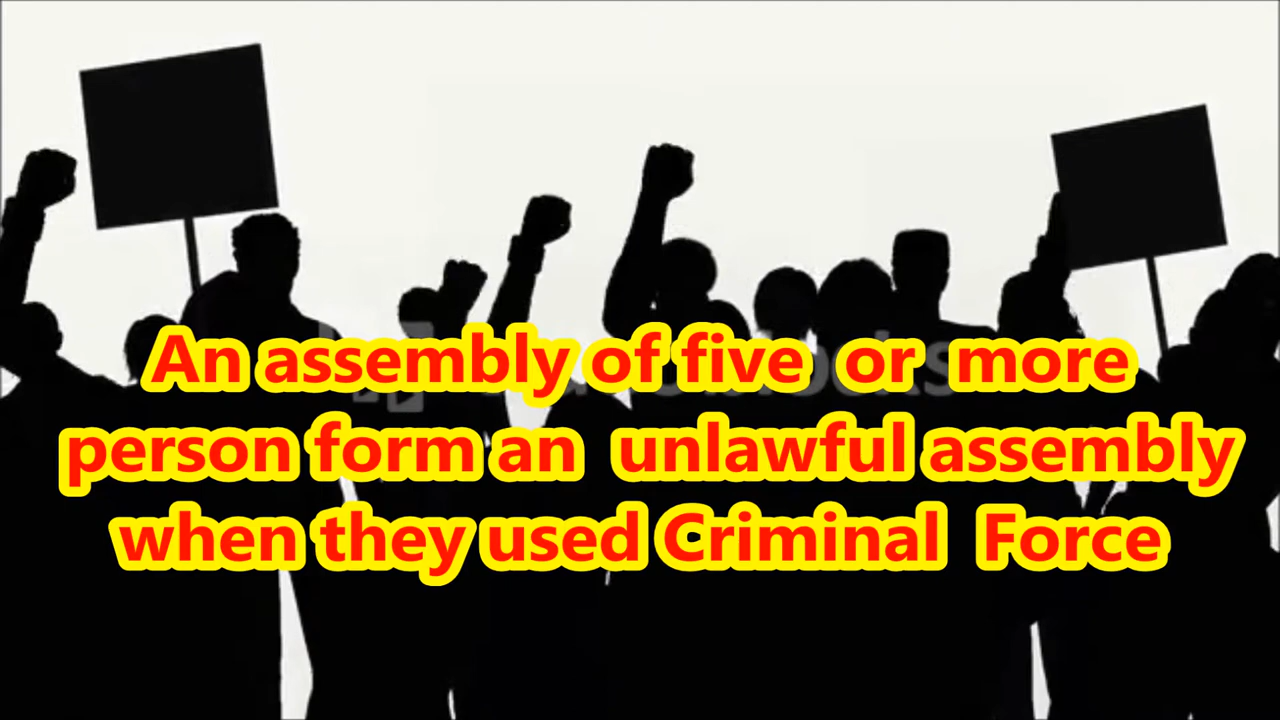 An assembly of five or more
person form an unlawful assembly
when they used Criminal Force